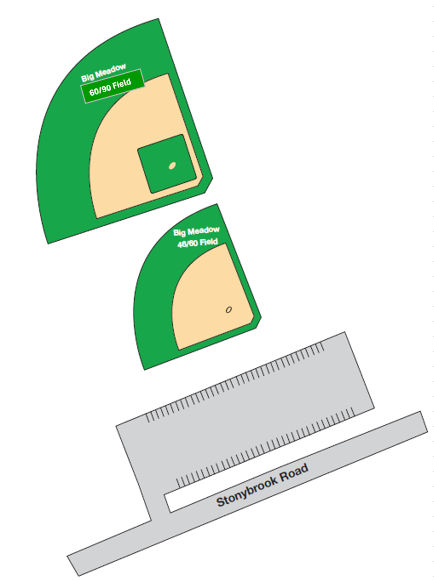 Big Meadow
60/90 Field
Big Meadow
46/60 Field
Stonybrook Road